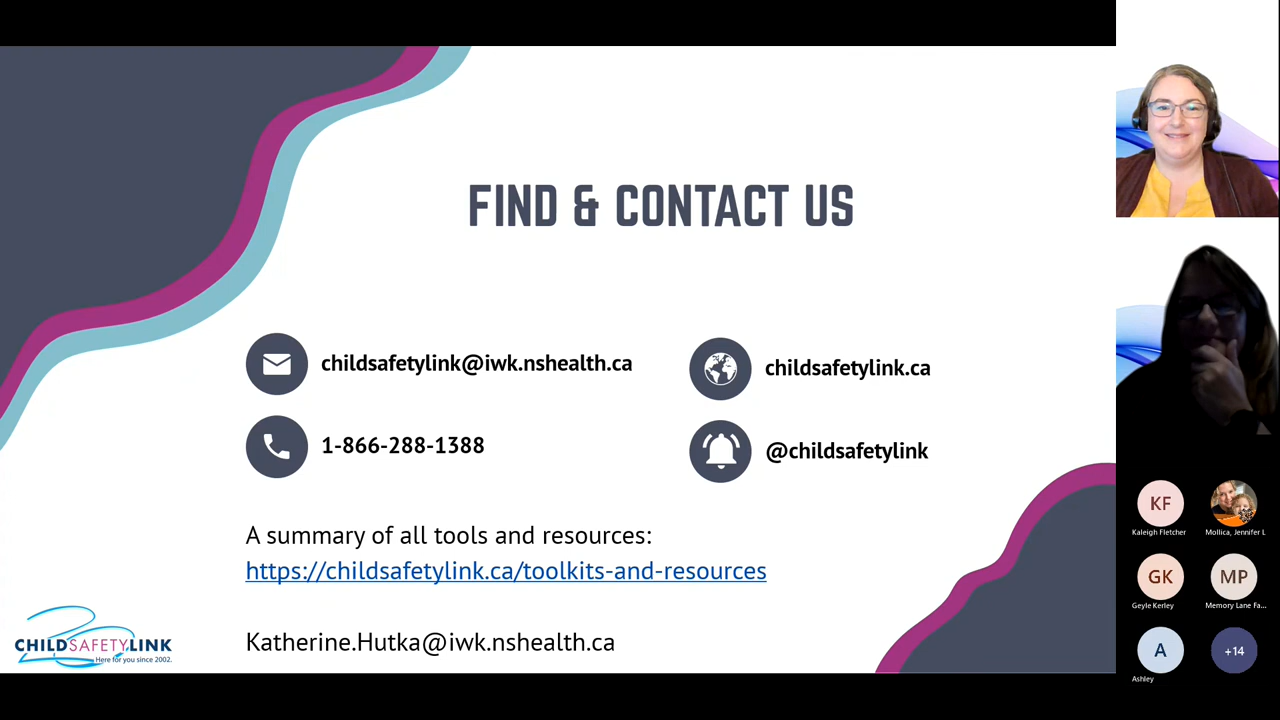 FIND & CONTACT US
childsafetylink@iwk.nshealth.ca
childsafetylink.ca
1-866-288-1388
@childsafetylink
A summary of all tools and resources:
https://childsafetylink.ca/toolkits-and-resources
Katherine.Hutka@iwk.nshealth.ca
CHILDSAFETYLINK
Here for you since 2002.
KF
Kaleigh Fletcher
Mollica, Jennifer L
GK
Geyle Kerley
MP
Memory Lane Fa...
A
Ashley
+14